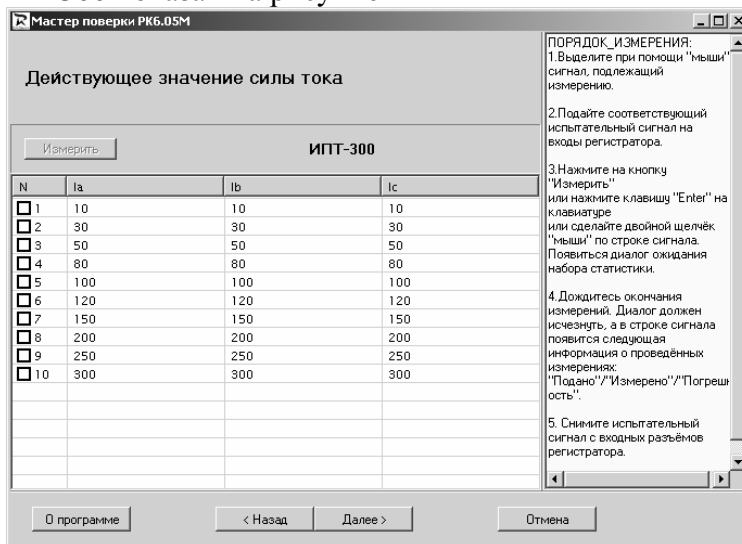 Мастер поверки РК6.05М
Действующее значение силы тока
Измерить
ИПТ-300
N Ia Ib Ic
1 10 10 10
2 30 30 30
3 50 50 50
4 80 80 80
5 100 100 100
6 120 120 120
7 150 150 150
8 200 200 200
9 250 250 250
10 300 300 300
ПОРЯДОК_ИЗМЕРЕНИЯ:
1.Выделите при помощи "мыши"
сигнал, подлежащий
измерению.
2.Подайте соответствующий
испытательный сигнал на
входы регистратора.
3.Нажмите на кнопку
"Измерить"
или нажмите клавишу "Enter" на
клавиатуре
или сделайте двойной щелчёк
"мыши" по строке сигнала.
Появиться диалог ожидания
набора статистики.
4.Дождитесь окончания
измерений. Диалог должен
исчезнуть, а в строке сигнала
появится следующая
информация о проведённых
измерениях:
"Подано"/"Измерено"/"Погрешн
ость".
5. Снимите испытательный
сигнал с входных разъёмов
регистратора.
О программе
< Назад
Далее >
Отмена